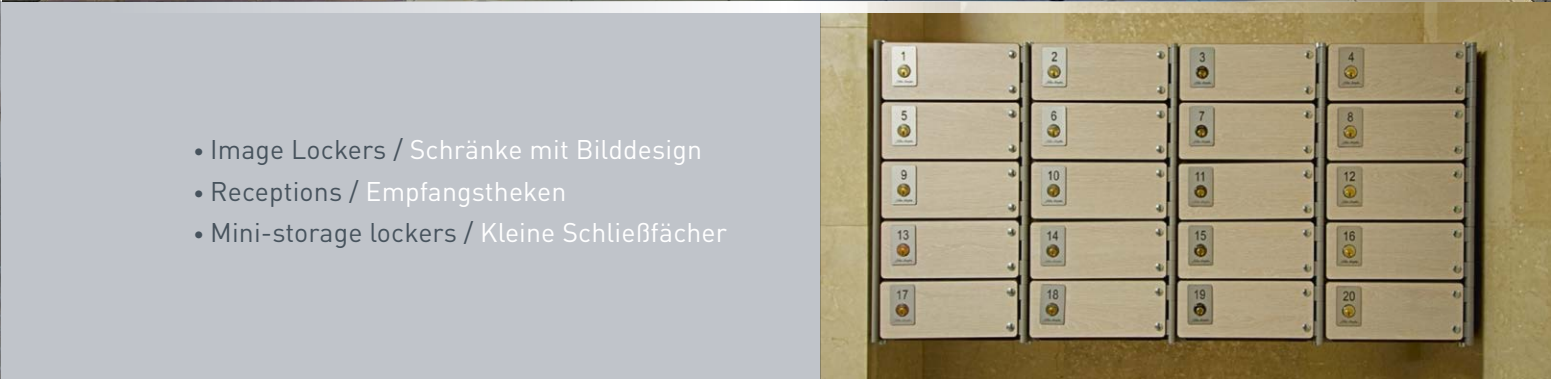 • Image Lockers / Schränke mit Bilddesign
• Receptions / Empfangstheken
• Mini-storage lockers / Kleine Schließfächer
1 2 3 4
5 6 7 8
9 10 11 12
13 14 15 16
17 18 19 20